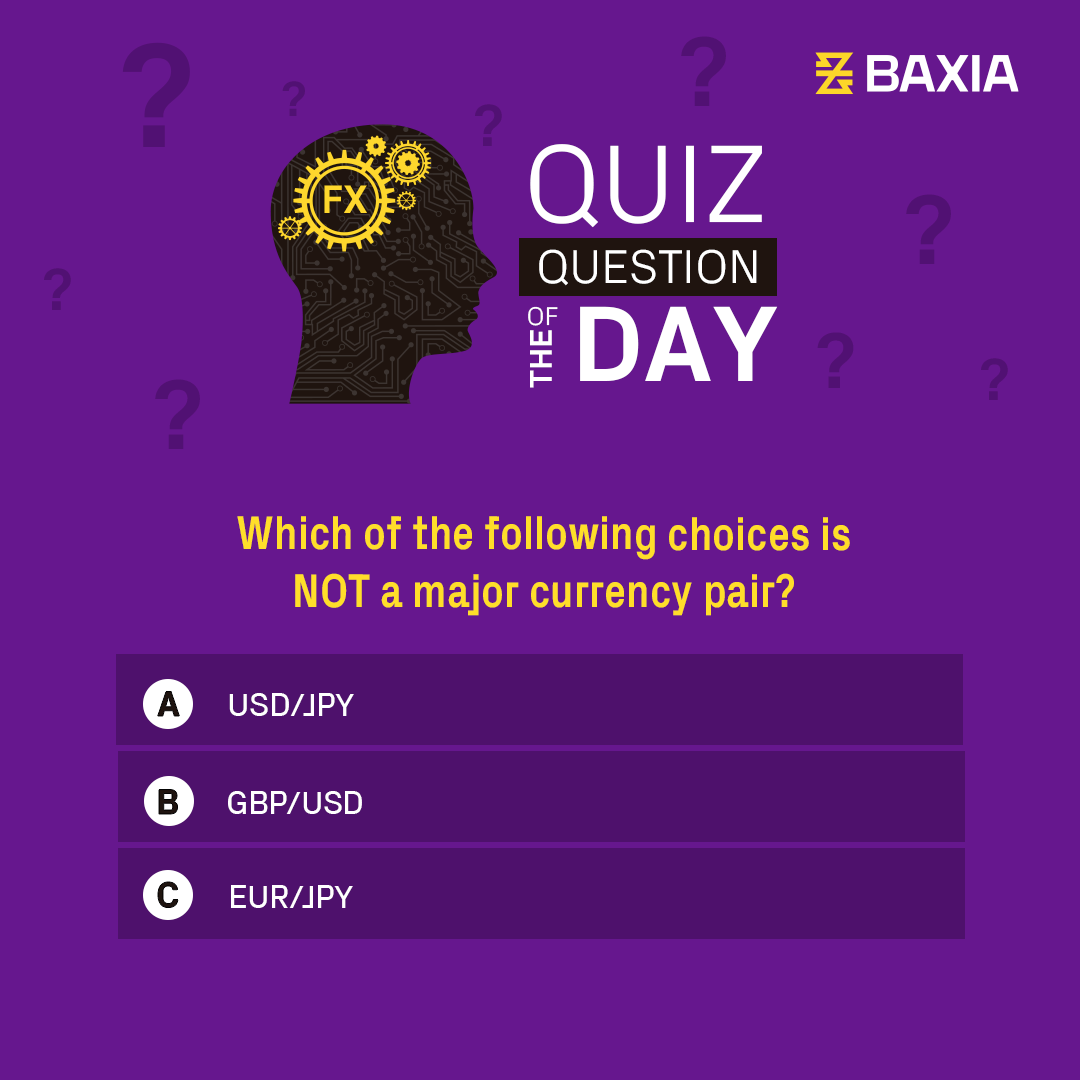 BAXIA
FX
QUIZ
QUESTION
OF THE
DAY
Which of the following choices is
NOT a major currency pair?
A USD/JPY
B GBP/USD
C EUR/JPY